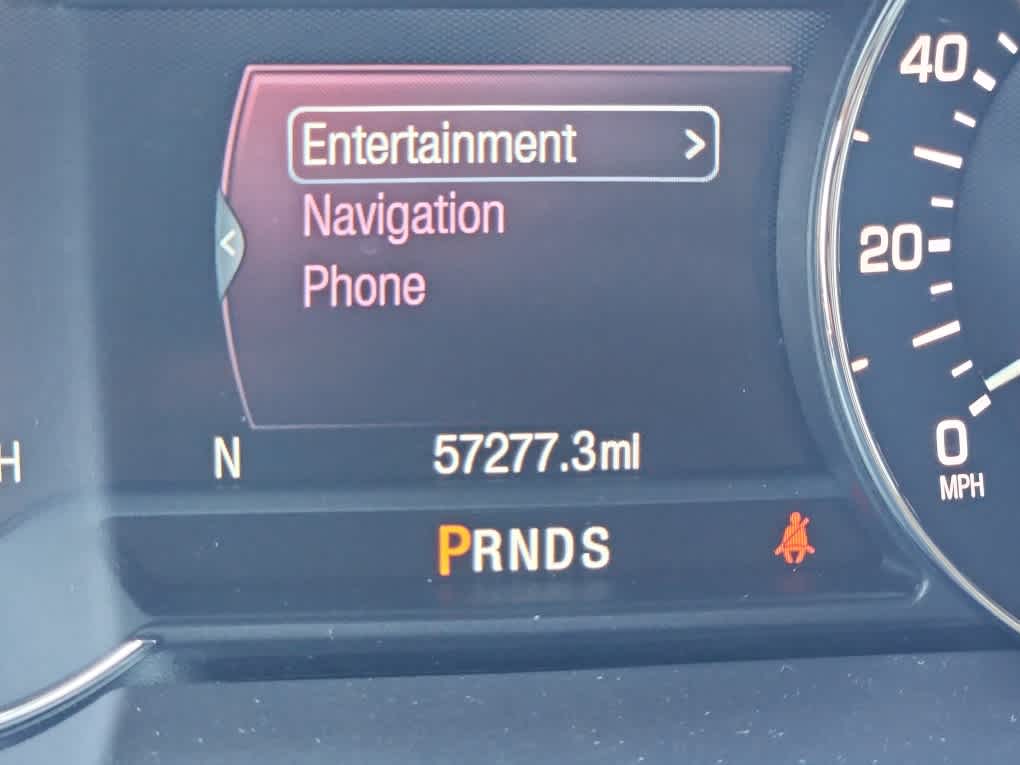 40
Entertainment >
Navigation
20
<
Phone
0
MPH
H
N
57277.3mi
PRNDS